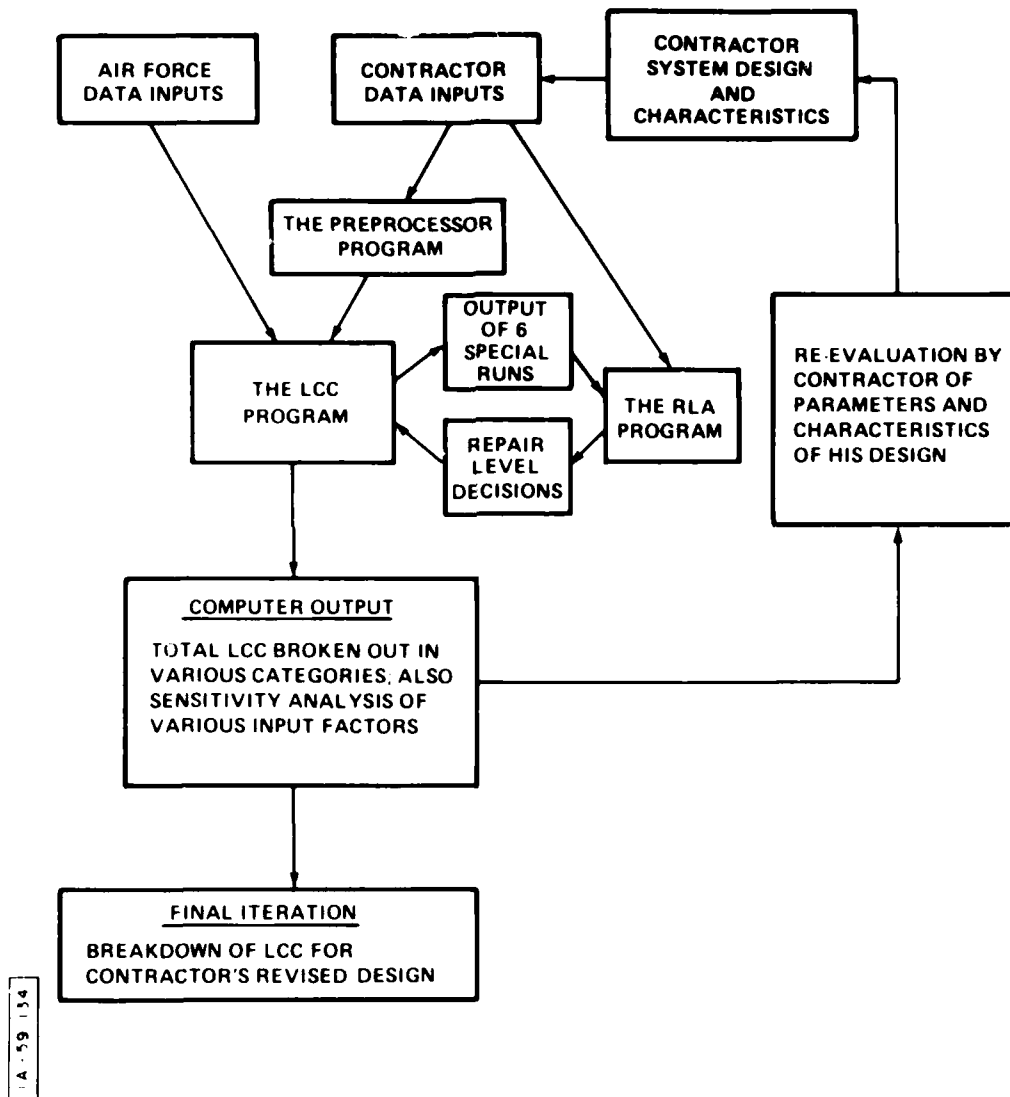 AIR FORCE
DATA INPUTS
CONTRACTOR
DATA INPUTS
CONTRACTOR
SYSTEM DESIGN
AND
CHARACTERISTICS
THE PREPROCESSOR
PROGRAM
OUTPUT
OF 6
SPECIAL
RUNS
THE LCC
PROGRAM
THE RLA
PROGRAM
REPAIR
LEVEL
DECISIONS
RE-EVALUATION BY
CONTRACTOR OF
PARAMETERS AND
CHARACTERISTICS
OF HIS DESIGN
COMPUTER OUTPUT
TOTAL LCC BROKEN OUT IN
VARIOUS CATEGORIES; ALSO
SENSITIVITY ANALYSIS OF
VARIOUS INPUT FACTORS
FINAL ITERATION
BREAKDOWN OF LCC FOR
CONTRACTOR'S REVISED DESIGN
IA-59,134